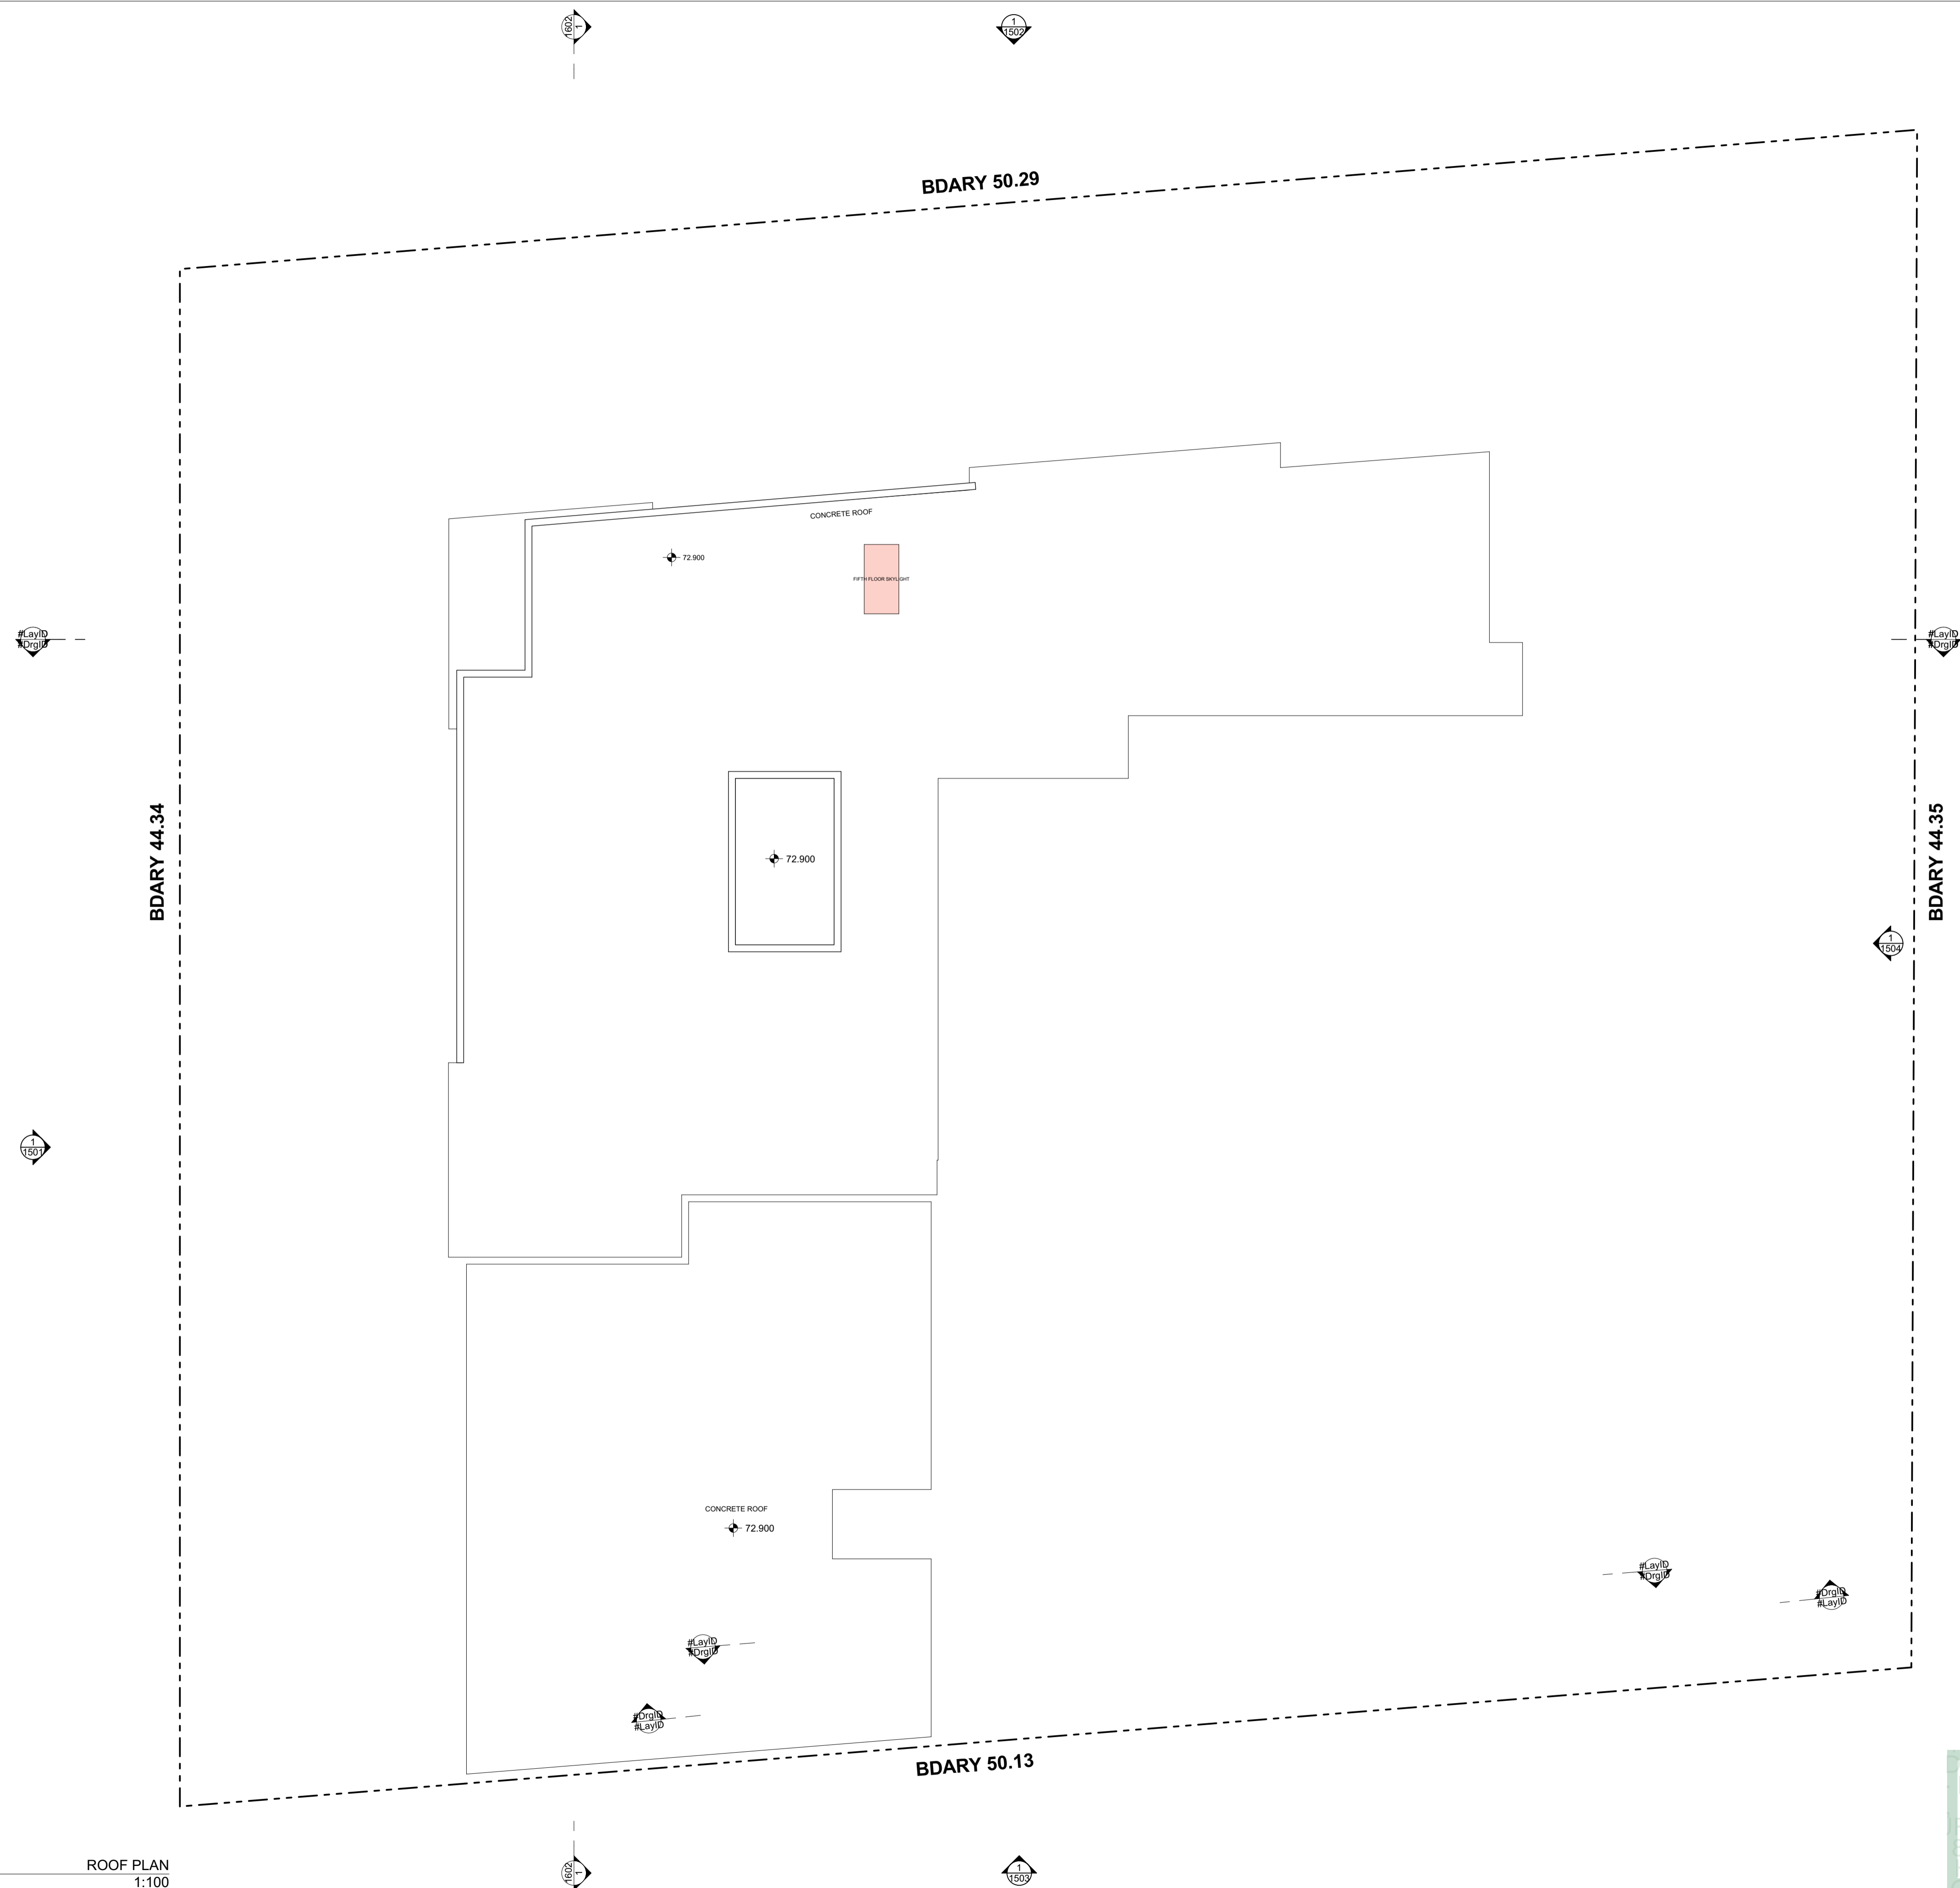 1602
1
1
1502
BDARY 50.29
CONCRETE ROOF
72.900
FIFTH FLOOR SKYLIGHT
#LayID
#DrgID
#LayID
#DrgID
BDARY 44.34
72.900
BDARY 44.35
1
1504
1
1501
CONCRETE ROOF
72.900
#LayID
#DrgID
#DrgID
#LayID
#LayID
#DrgID
#DrgID
#LayID
BDARY 50.13
ROOF PLAN
1:100
1602
1
1
1503